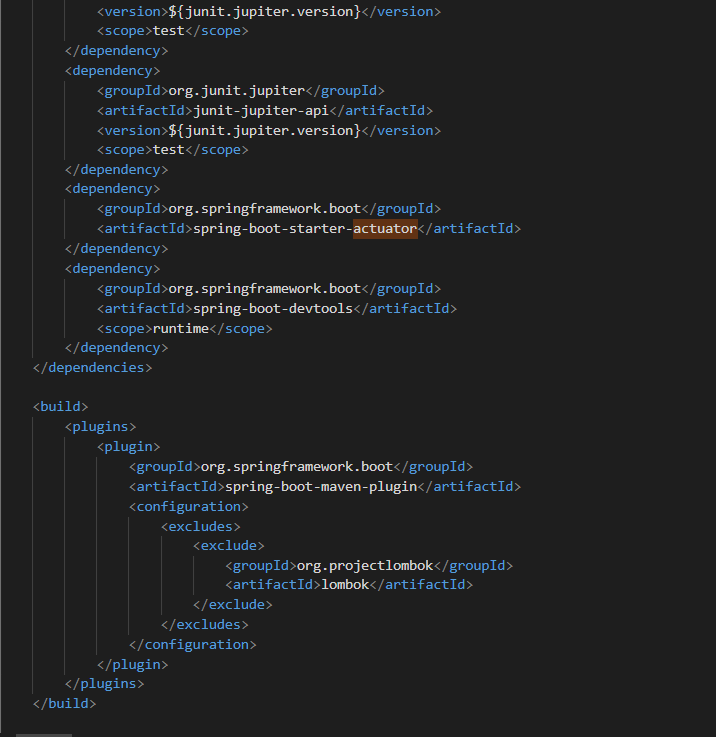 <version>${junit.jupiter.version}</version>
<scope>test</scope>
</dependency>
<dependency>
<groupId>org.junit.jupiter</groupId>
<artifactId>junit-jupiter-api</artifactId>
<version>${junit.jupiter.version}</version>
<scope>test</scope>
</dependency>
<dependency>
<groupId>org.springframework.boot</groupId>
<artifactId>spring-boot-starter-actuator</artifactId>
</dependency>
<dependency>
<groupId>org.springframework.boot</groupId>
<artifactId>spring-boot-devtools</artifactId>
<scope>runtime</scope>
</dependency>
</dependencies>
<build>
<plugins>
<plugin>
<groupId>org.springframework.boot</groupId>
<artifactId>spring-boot-maven-plugin</artifactId>
<configuration>
<excludes>
<exclude>
<groupId>org.projectlombok</groupId>
<artifactId>lombok</artifactId>
</exclude>
</excludes>
</configuration>
</plugin>
</plugins>
</build>